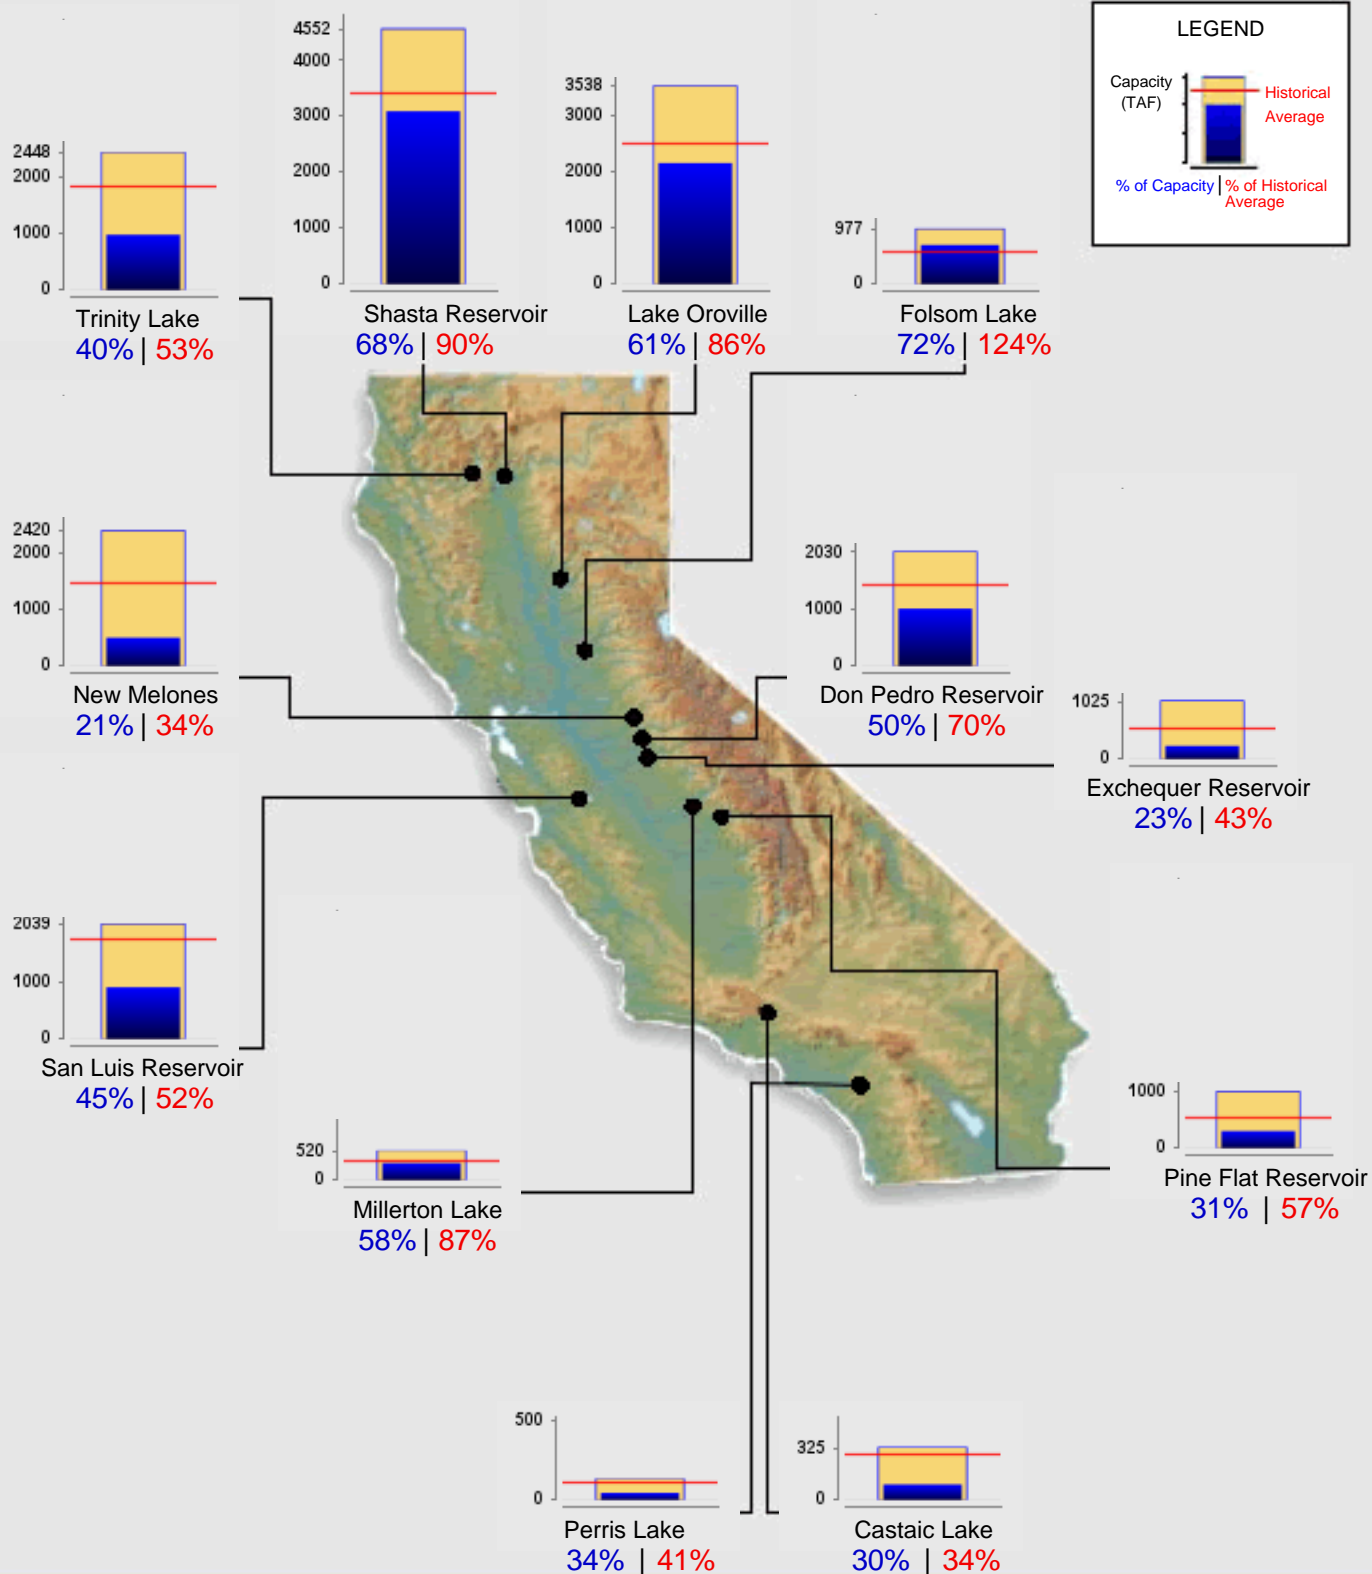 LEGEND
Capacity
(TAF)
Historical
Average
% of Capacity | % of Historical
Average
2448
2000
1000
0
Trinity Lake
40% | 53%
4552
4000
3000
2000
1000
0
Shasta Reservoir
68% | 90%
3538
3000
2000
1000
0
Lake Oroville
61% | 86%
977
0
Folsom Lake
72% | 124%
2420
2000
1000
0
New Melones
21% | 34%
2030
1000
0
Don Pedro Reservoir
50% | 70%
1025
0
Exchequer Reservoir
23% | 43%
2039
1000
0
San Luis Reservoir
45% | 52%
520
0
Millerton Lake
58% | 87%
1000
0
Pine Flat Reservoir
31% | 57%
500
0
Perris Lake
34% | 41%
325
0
Castaic Lake
30% | 34%